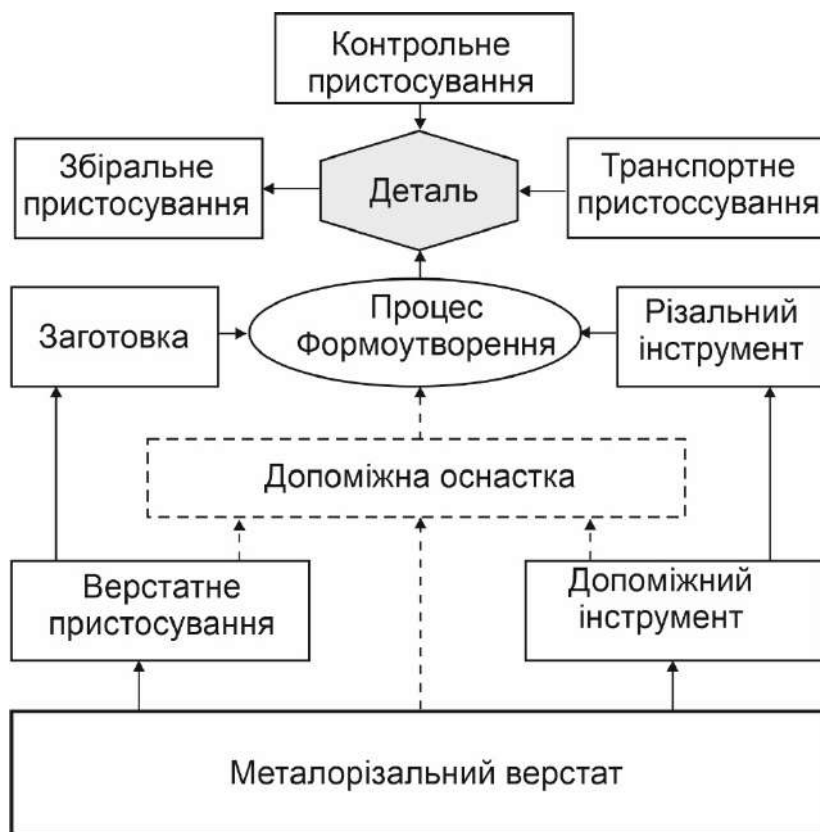 Контрольне
пристосування
Збіральне
пристосування
Деталь
Транспортне
пристоссування
Заготовка
Процес
Формоутворення
Різальний
інструмент
Допоміжна оснастка
Верстатне
пристосування
Допоміжний
інструмент
Металорізальний верстат